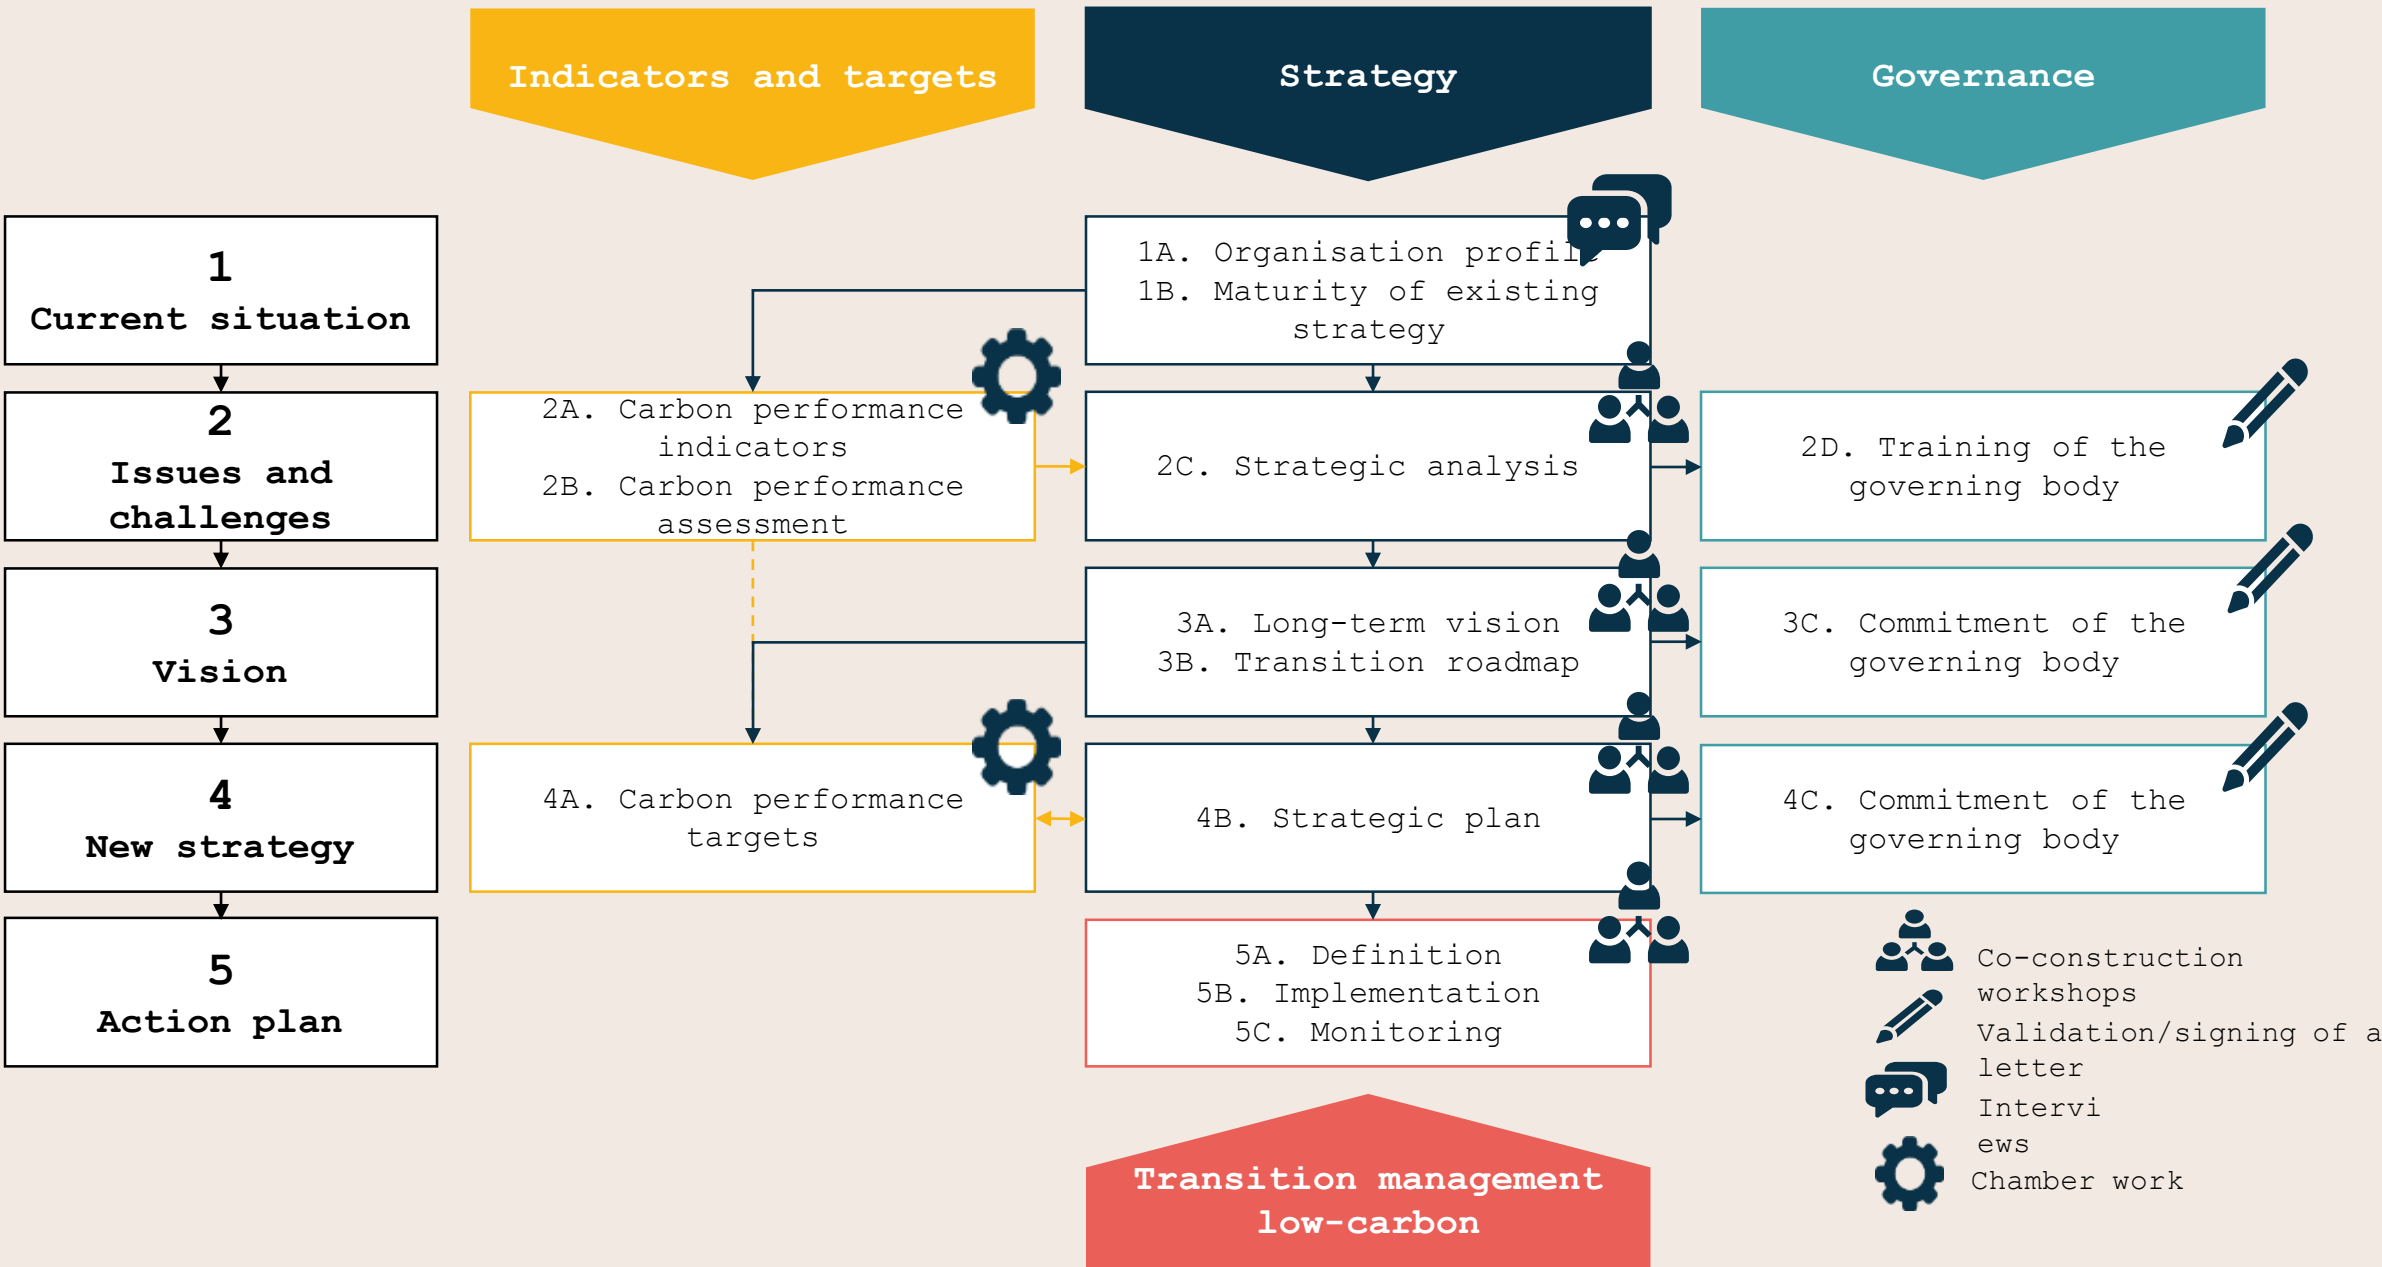 Indicators and targets
Strategy
Governance
1
Current situation
1A. Organisation profile
1B. Maturity of existing
strategy
2
Issues and
challenges
2A. Carbon performance
indicators
2B. Carbon performance
assessment
2C. Strategic analysis
2D. Training of the
governing body
3
Vision
3A. Long-term vision
3B. Transition roadmap
3C. Commitment of the
governing body
4
New strategy
4A. Carbon performance
targets
4B. Strategic plan
4C. Commitment of the
governing body
5
Action plan
5A. Definition
5B. Implementation
5C. Monitoring
Co-construction
workshops
Validation/signing of a
letter
Intervi
ews
Chamber work
Transition management
low-carbon